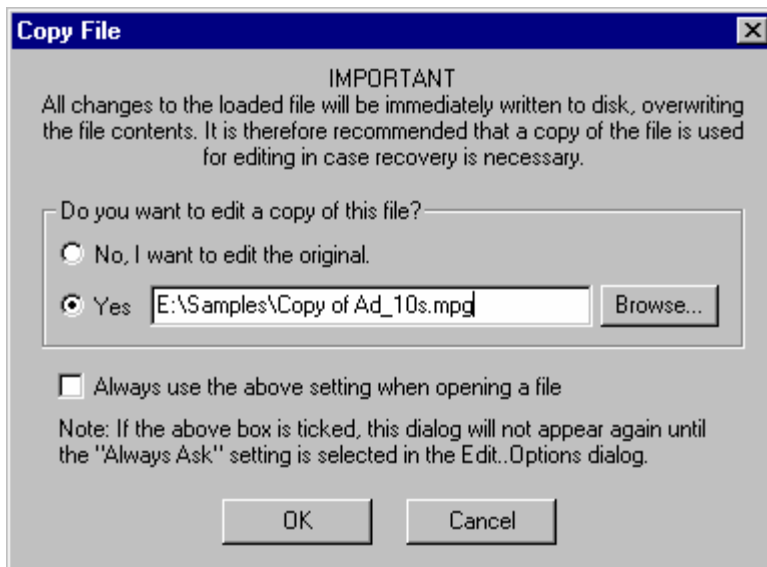 Copy File
IMPORTANT
All changes to the loaded file will be immediately written to disk, overwriting
the file contents. It is therefore recommended that a copy of the file is used
for editing in case recovery is necessary.
Do you want to edit a copy of this file?
No, I want to edit the original.
Yes E:\Samples\Copy of Ad_10s.mpg Browse...
Always use the above setting when opening a file
Note: If the above box is ticked, this dialog will not appear again until
the "Always Ask" setting is selected in the Edit..Options dialog.
OK Cancel